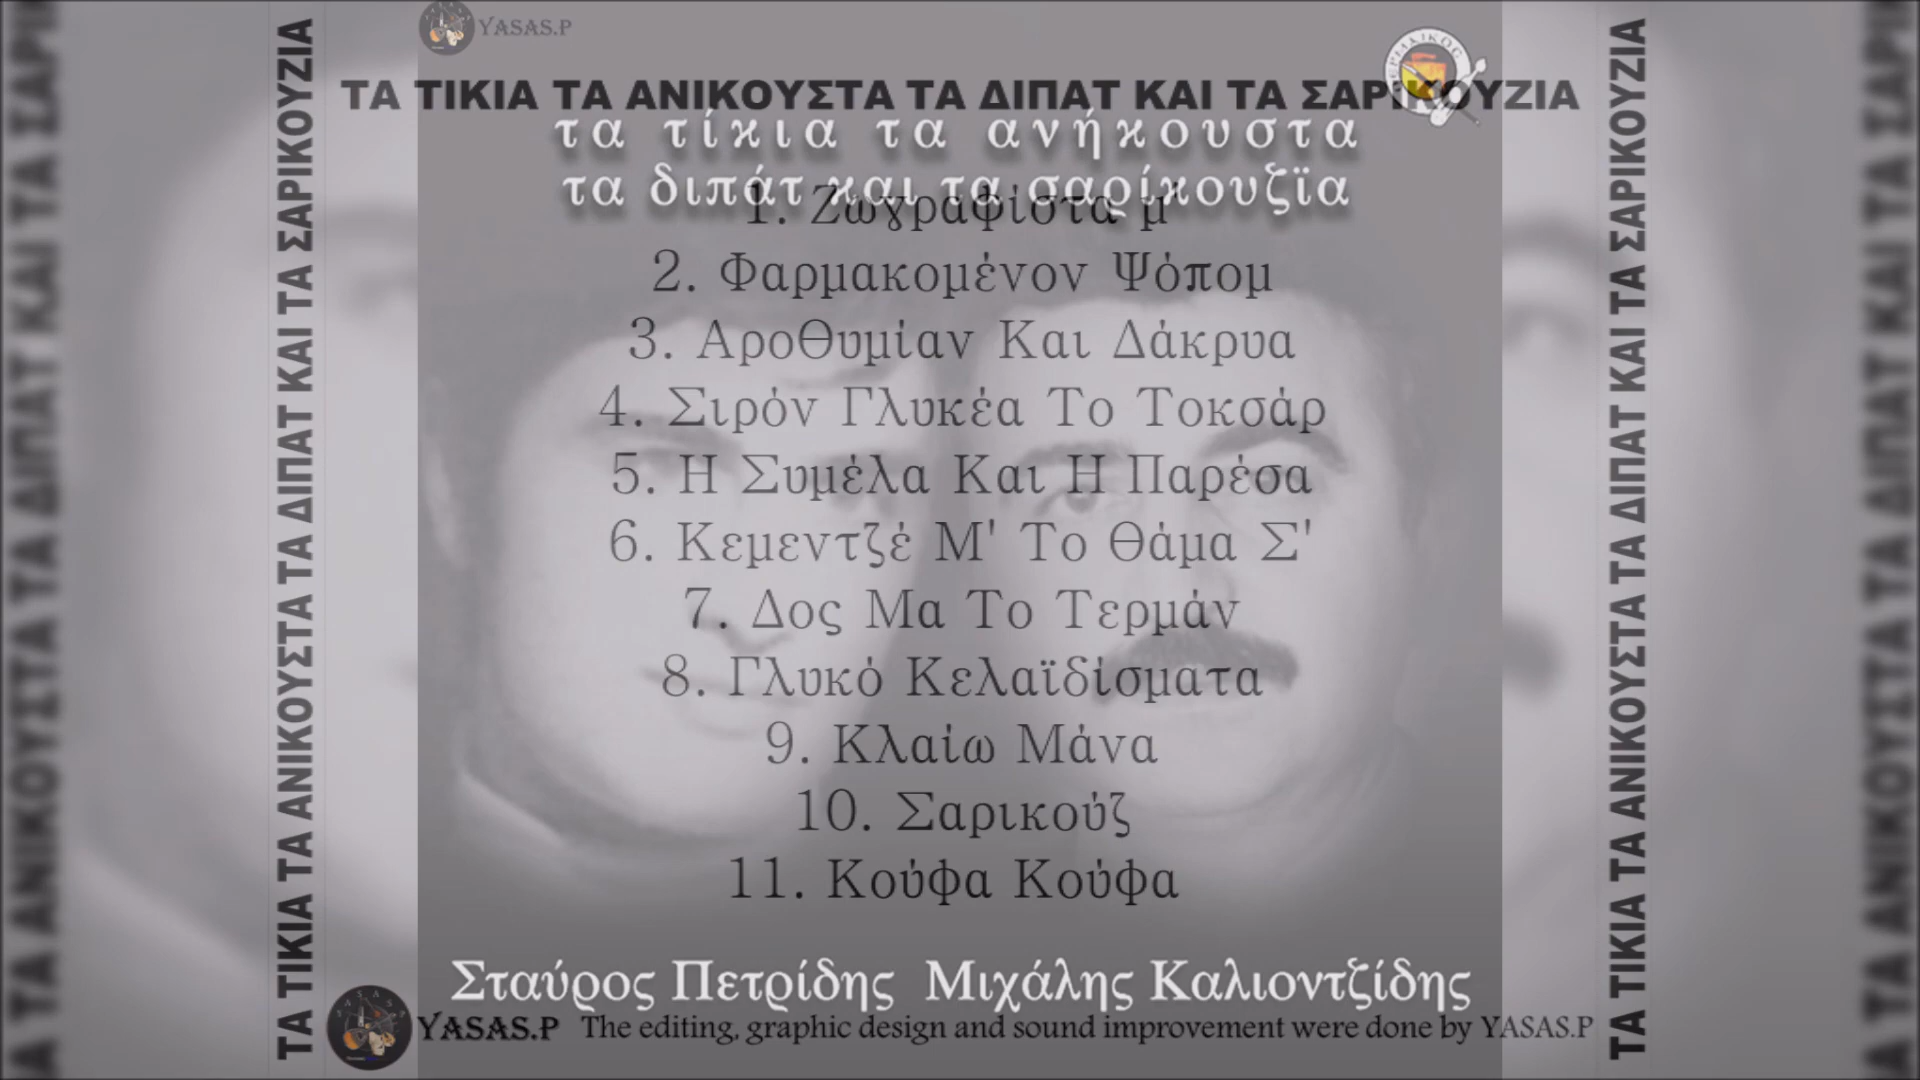 YASAS.P
ΤΑ ΤΙΚΙΑ ΤΑ ΑΝΙΚΟΥΣΤΑ ΤΑ ΔΙΠΑΤ ΚΑΙ ΤΑ ΣΑΡΙΚΟΥΖΙΑ
τα τίκια τα ανήκουστα
τα διπάτ και τα σαρίκουζϊα
1. Ζωγραφίστα μ'
2. Φαρμακομένον Ψόπομ
3. ΑροΘυμίαν Και Δάκρυα
4. Σιρόν Γλυκέα Το Τοκσάρ
5. Η Συμέλα Και Η Παρέσα
6. Κεμεντζέ Μ' Το Θάμα Σ'
7. Δος Μα Το Τερμάν
8. Γλυκό Κελαϊδίσματα
9. Κλαίω Μάνα
10. Σαρικούζ
11. Κούφα Κούφα
Σταύρος Πετρίδης Μιχάλης Καλιοντζίδης
YASAS.P The editing, graphic design and sound improvement were done by YASAS.P
ΤΑ ΤΙΚΙΑ ΤΑ ΑΝΙΚΟΥΣΤΑ ΤΑ ΔΙΠΑΤ ΚΑΙ ΤΑ ΣΑΡΙΚΟΥΖΙΑ
ΤΑ ΤΙΚΙΑ ΤΑ ΑΝΙΚΟΥΣΤΑ ΤΑ ΔΙΠΑΤ ΚΑΙ ΤΑ ΣΑΡΙΚΟΥΖΙΑ